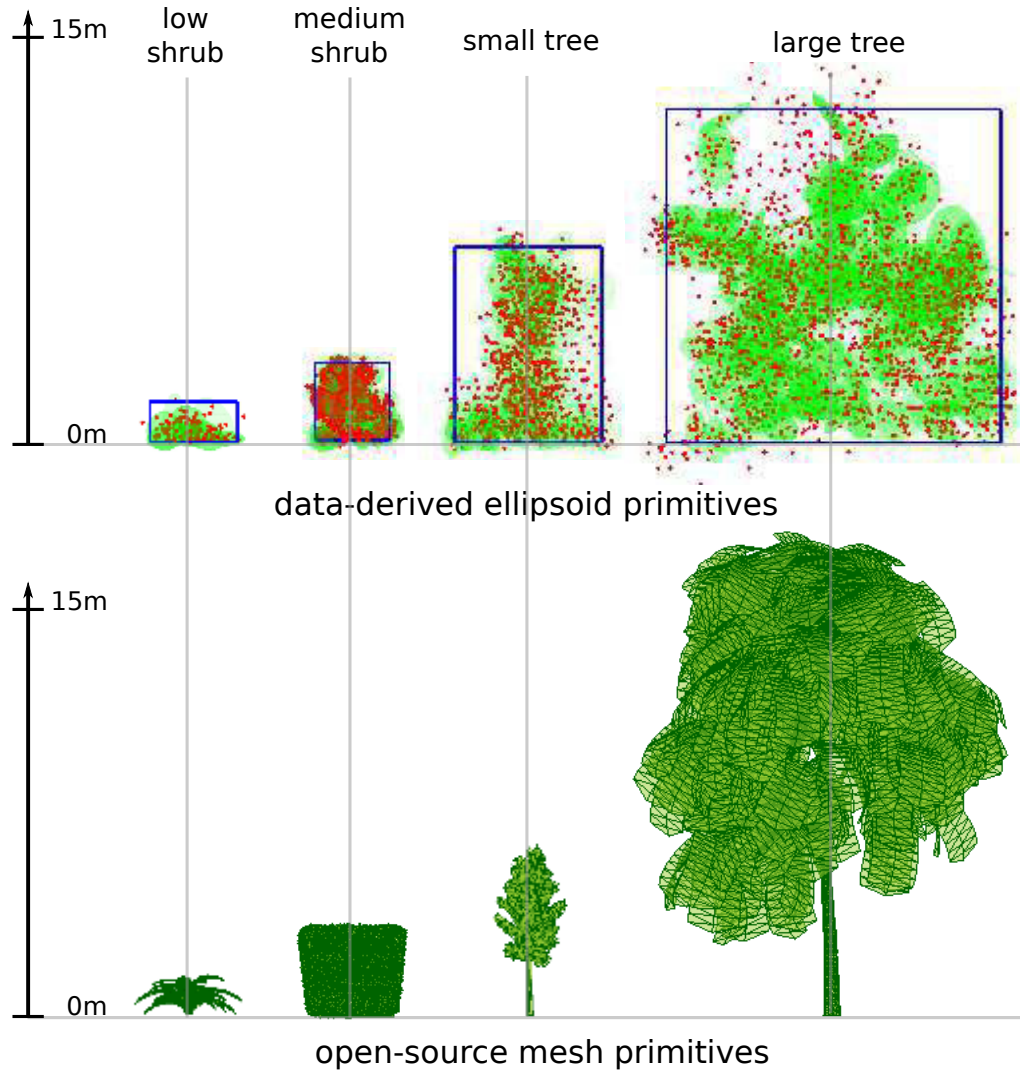 low
shrub
medium
shrub
small tree
large tree
15m
0m
data-derived ellipsoid primitives
15m
0m
open-source mesh primitives